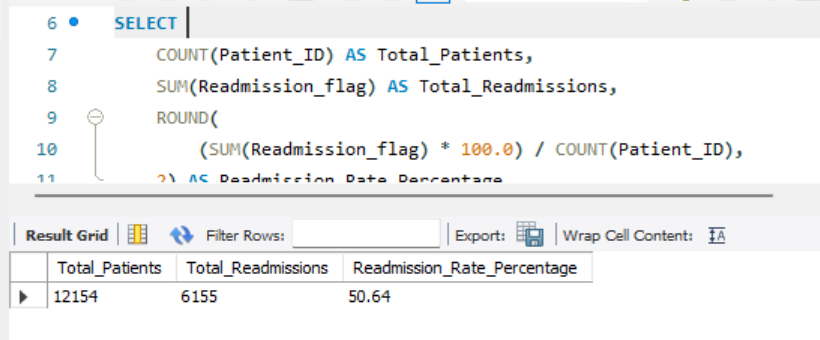 6 SELECT
7 COUNT(Patient_ID) AS Total_Patients,
8 SUM(Readmission_flag) AS Total_Readmissions,
9 ROUND(
10 (SUM(Readmission_flag) * 100.0) / COUNT(Patient_ID),
11 2) AS Readmission_Rate_Percentage
Result Grid Filter Rows: Export: Wrap Cell Content: IA
Total_Patients Total_Readmissions Readmission_Rate_Percentage
12154 6155 50.64